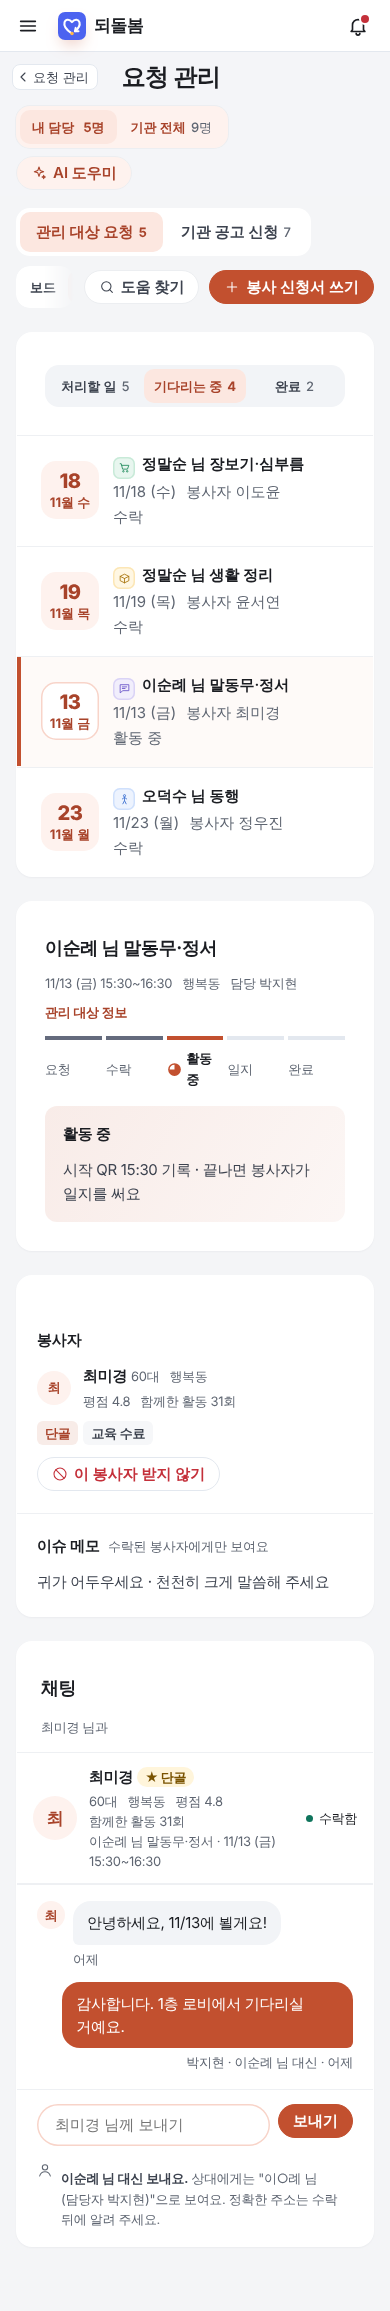 되돌봄
요청 관리
요청 관리
내 담당 5명
기관 전체 9명
AI 도우미
관리 대상 요청 5
기관 공고 신청 7
보드
도움 찾기
봉사 신청서 쓰기
처리할 일 5
기다리는 중 4
완료 2
18
11월 수
정말순 님 장보기·심부름
11/18 (수) 봉사자 이도윤
수락
19
11월 목
정말순 님 생활 정리
11/19 (목) 봉사자 윤서연
수락
13
11월 금
이순례 님 말동무·정서
11/13 (금) 봉사자 최미경
활동 중
23
11월 월
오덕수 님 동행
11/23 (월) 봉사자 정우진
수락
이순례 님 말동무·정서
11/13 (금) 15:30~16:30 행복동 담당 박지현
관리 대상 정보
요청
수락
활동
중
일지
완료
활동 중
시작 QR 15:30 기록 · 끝나면 봉사자가
일지를 써요
봉사자
최
최미경 60대 행복동
평점 4.8 함께한 활동 31회
단골
교육 수료
이 봉사자 받지 않기
이슈 메모 수락된 봉사자에게만 보여요
귀가 어두우세요 · 천천히 크게 말씀해 주세요
채팅
최미경 님과
최
최미경 ★ 단골
60대 행복동 평점 4.8
함께한 활동 31회
이순례 님 말동무·정서 · 11/13 (금)
15:30~16:30
수락함
최
안녕하세요, 11/13에 뵐게요!
어제
감사합니다. 1층 로비에서 기다리실
거예요.
박지현 · 이순례 님 대신 · 어제
최미경 님께 보내기
보내기
이순례 님 대신 보내요. 상대에게는 "이○례 님
(담당자 박지현)"으로 보여요. 정확한 주소는 수락
뒤에 알려 주세요.